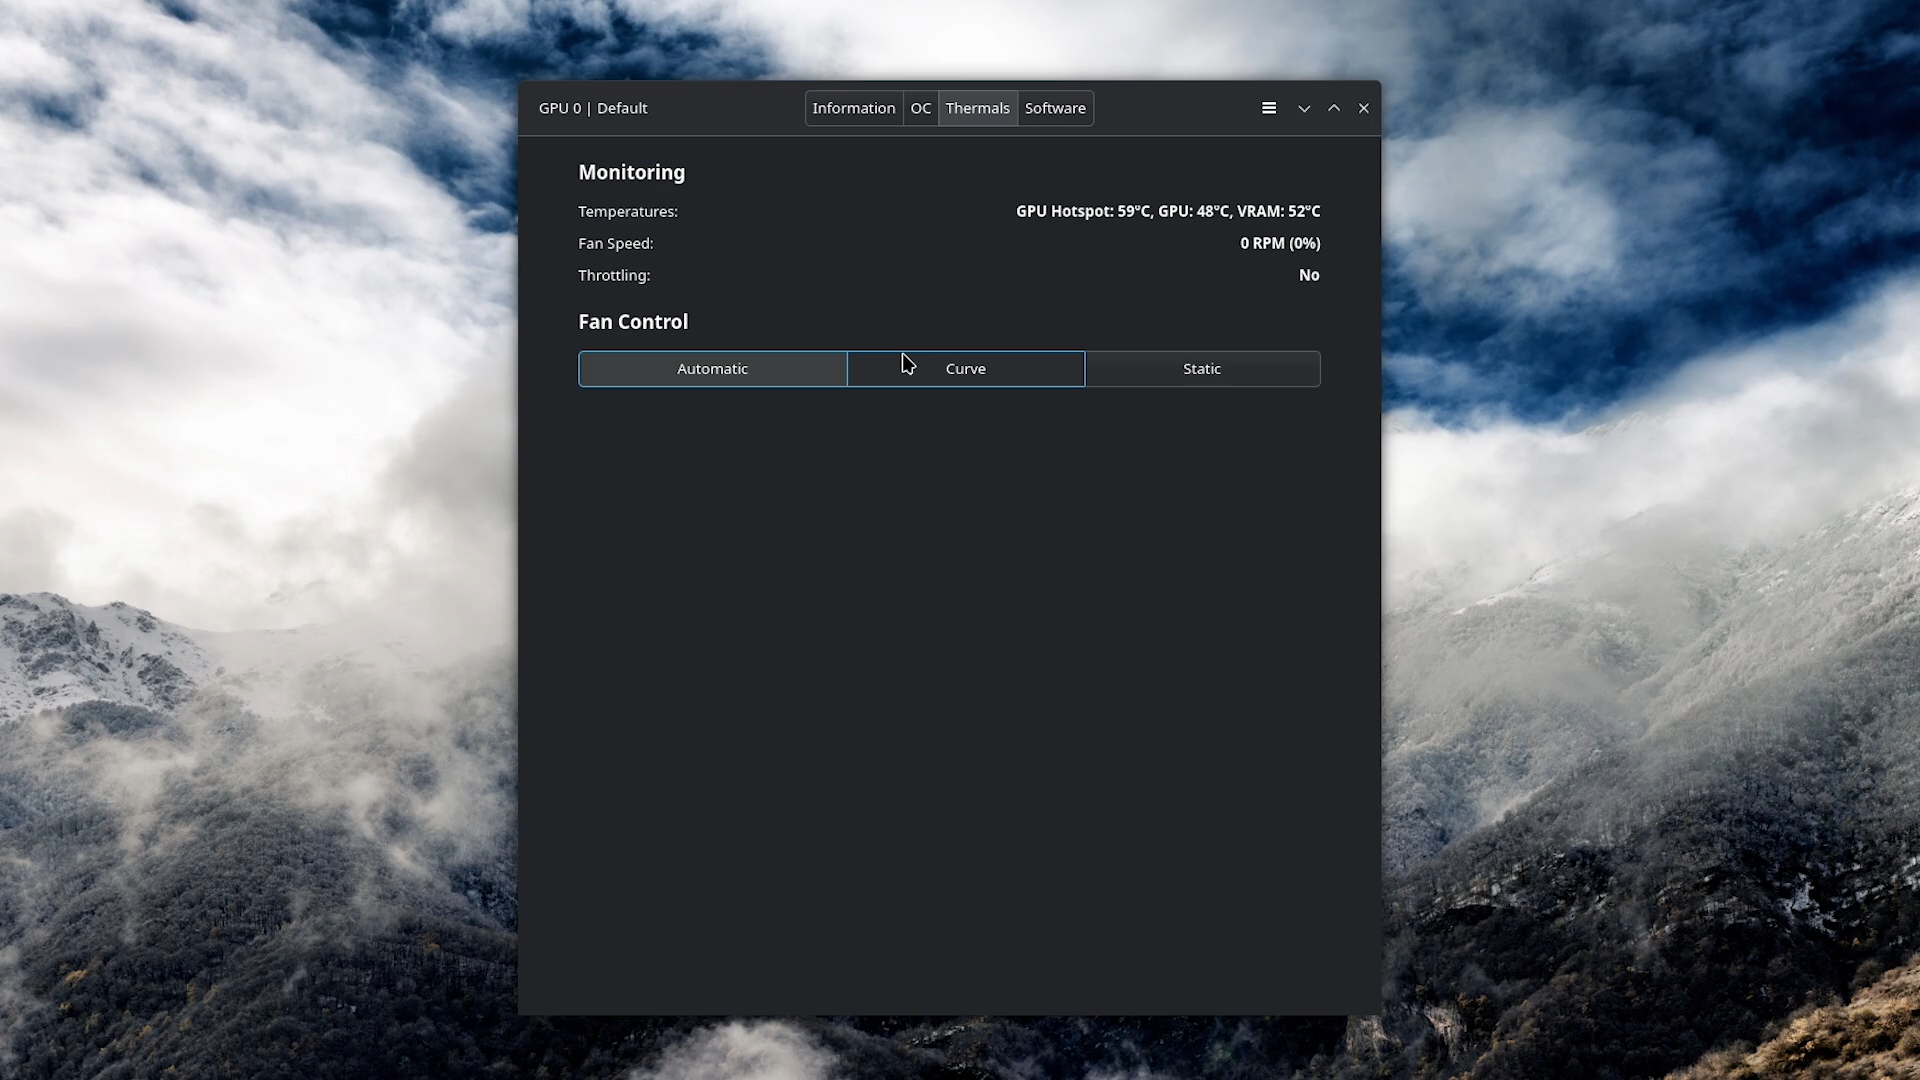 GPU 0 | Default
Information OC Thermals Software
Monitoring
Temperatures: GPU Hotspot: 59°C, GPU: 48°C, VRAM: 52°C
Fan Speed: 0 RPM (0%)
Throttling: No
Fan Control
Automatic Curve Static